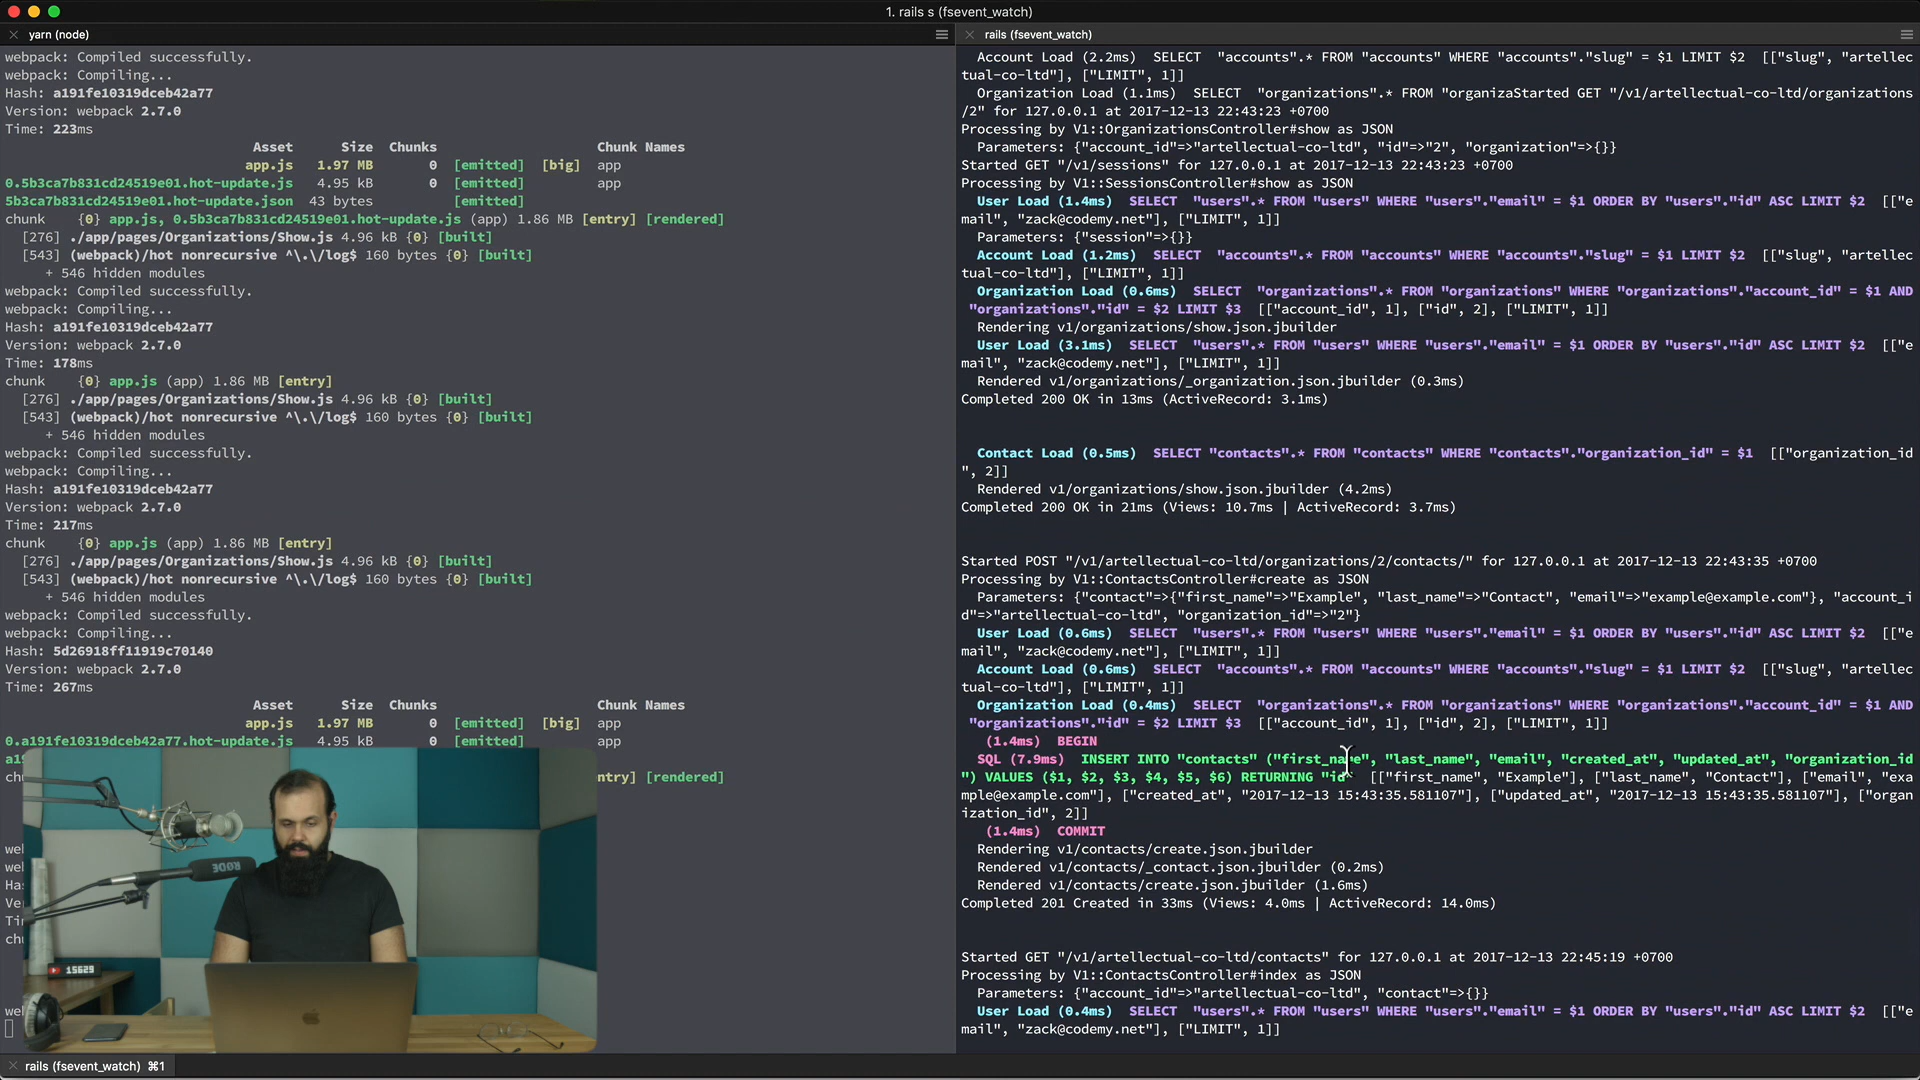 1. rails s (fsevent_watch)
yarn (node)
webpack: Compiled successfully.
webpack: Compiling...
Hash: a191fe10319dceb42a77
Version: webpack 2.7.0
Time: 223ms
Asset Size Chunks Chunk Names
app.js 1.97 MB 0 [emitted] [big] app
0.5b3ca7b831cd24519e01.hot-update.js 4.95 kB 0 [emitted] app
5b3ca7b831cd24519e01.hot-update.json 43 bytes [emitted]
chunk {0} app.js, 0.5b3ca7b831cd24519e01.hot-update.js (app) 1.86 MB [entry] [rendered]
[276] ./app/pages/Organizations/Show.js 4.96 kB {0} [built]
[543] (webpack)/hot nonrecursive ^\.\/log$ 160 bytes {0} [built]
+ 546 hidden modules
webpack: Compiled successfully.
webpack: Compiling...
Hash: a191fe10319dceb42a77
Version: webpack 2.7.0
Time: 178ms
chunk {0} app.js (app) 1.86 MB [entry]
[276] ./app/pages/Organizations/Show.js 4.96 kB {0} [built]
[543] (webpack)/hot nonrecursive ^\.\/log$ 160 bytes {0} [built]
+ 546 hidden modules
webpack: Compiled successfully.
webpack: Compiling...
Hash: a191fe10319dceb42a77
Version: webpack 2.7.0
Time: 217ms
chunk {0} app.js (app) 1.86 MB [entry]
[276] ./app/pages/Organizations/Show.js 4.96 kB {0} [built]
[543] (webpack)/hot nonrecursive ^\.\/log$ 160 bytes {0} [built]
+ 546 hidden modules
webpack: Compiled successfully.
webpack: Compiling...
Hash: 5d26918ff11919c70140
Version: webpack 2.7.0
Time: 267ms
Asset Size Chunks Chunk Names
app.js 1.97 MB 0 [emitted] [big] app
0.a191fe10319dceb42a77.hot-update.js 4.95 kB 0 [emitted] app
a1
ch ntry] [rendered]
we
we
Ha
Ve
Ti
ch
we
RØDE
15629
rails (fsevent_watch)
Account Load (2.2ms) SELECT "accounts".* FROM "accounts" WHERE "accounts"."slug" = $1 LIMIT $2 [["slug", "artellec
tual-co-ltd"], ["LIMIT", 1]]
Organization Load (1.1ms) SELECT "organizations".* FROM "organizaStarted GET "/v1/artellectual-co-ltd/organizations
/2" for 127.0.0.1 at 2017-12-13 22:43:23 +0700
Processing by V1::OrganizationsController#show as JSON
Parameters: {"account_id"=>"artellectual-co-ltd", "id"=>"2", "organization"=>{}}
Started GET "/v1/sessions" for 127.0.0.1 at 2017-12-13 22:43:23 +0700
Processing by V1::SessionsController#show as JSON
User Load (1.4ms) SELECT "users".* FROM "users" WHERE "users"."email" = $1 ORDER BY "users"."id" ASC LIMIT $2 [["e
mail", "zack@codemy.net"], ["LIMIT", 1]]
Parameters: {"session"=>{}}
Account Load (1.2ms) SELECT "accounts".* FROM "accounts" WHERE "accounts"."slug" = $1 LIMIT $2 [["slug", "artellec
tual-co-ltd"], ["LIMIT", 1]]
Organization Load (0.6ms) SELECT "organizations".* FROM "organizations" WHERE "organizations"."account_id" = $1 AND
"organizations"."id" = $2 LIMIT $3 [["account_id", 1], ["id", 2], ["LIMIT", 1]]
Rendering v1/organizations/show.json.jbuilder
User Load (3.1ms) SELECT "users".* FROM "users" WHERE "users"."email" = $1 ORDER BY "users"."id" ASC LIMIT $2 [["e
mail", "zack@codemy.net"], ["LIMIT", 1]]
Rendered v1/organizations/_organization.json.jbuilder (0.3ms)
Completed 200 OK in 13ms (ActiveRecord: 3.1ms)
Contact Load (0.5ms) SELECT "contacts".* FROM "contacts" WHERE "contacts"."organization_id" = $1 [["organization_id
", 2]]
Rendered v1/organizations/show.json.jbuilder (4.2ms)
Completed 200 OK in 21ms (Views: 10.7ms | ActiveRecord: 3.7ms)
Started POST "/v1/artellectual-co-ltd/organizations/2/contacts/" for 127.0.0.1 at 2017-12-13 22:43:35 +0700
Processing by V1::ContactsController#create as JSON
Parameters: {"contact"=>{"first_name"=>"Example", "last_name"=>"Contact", "email"=>"example@example.com"}, "account_i
d"=>"artellectual-co-ltd", "organization_id"=>"2"}
User Load (0.6ms) SELECT "users".* FROM "users" WHERE "users"."email" = $1 ORDER BY "users"."id" ASC LIMIT $2 [["e
mail", "zack@codemy.net"], ["LIMIT", 1]]
Account Load (0.6ms) SELECT "accounts".* FROM "accounts" WHERE "accounts"."slug" = $1 LIMIT $2 [["slug", "artellec
tual-co-ltd"], ["LIMIT", 1]]
Organization Load (0.4ms) SELECT "organizations".* FROM "organizations" WHERE "organizations"."account_id" = $1 AND
"organizations"."id" = $2 LIMIT $3 [["account_id", 1], ["id", 2], ["LIMIT", 1]]
(1.4ms) BEGIN
SQL (7.9ms) INSERT INTO "contacts" ("first_name", "last_name", "email", "created_at", "updated_at", "organization_id
") VALUES ($1, $2, $3, $4, $5, $6) RETURNING "id" [["first_name", "Example"], ["last_name", "Contact"], ["email", "exa
mple@example.com"], ["created_at", "2017-12-13 15:43:35.581107"], ["updated_at", "2017-12-13 15:43:35.581107"], ["organ
ization_id", 2]]
(1.4ms) COMMIT
Rendering v1/contacts/create.json.jbuilder
Rendered v1/contacts/_contact.json.jbuilder (0.2ms)
Rendered v1/contacts/create.json.jbuilder (1.6ms)
Completed 201 Created in 33ms (Views: 4.0ms | ActiveRecord: 14.0ms)
Started GET "/v1/artellectual-co-ltd/contacts" for 127.0.0.1 at 2017-12-13 22:45:19 +0700
Processing by V1::ContactsController#index as JSON
Parameters: {"account_id"=>"artellectual-co-ltd", "contact"=>{}}
User Load (0.4ms) SELECT "users".* FROM "users" WHERE "users"."email" = $1 ORDER BY "users"."id" ASC LIMIT $2 [["e
mail", "zack@codemy.net"], ["LIMIT", 1]]
rails (fsevent_watch) ⌘1